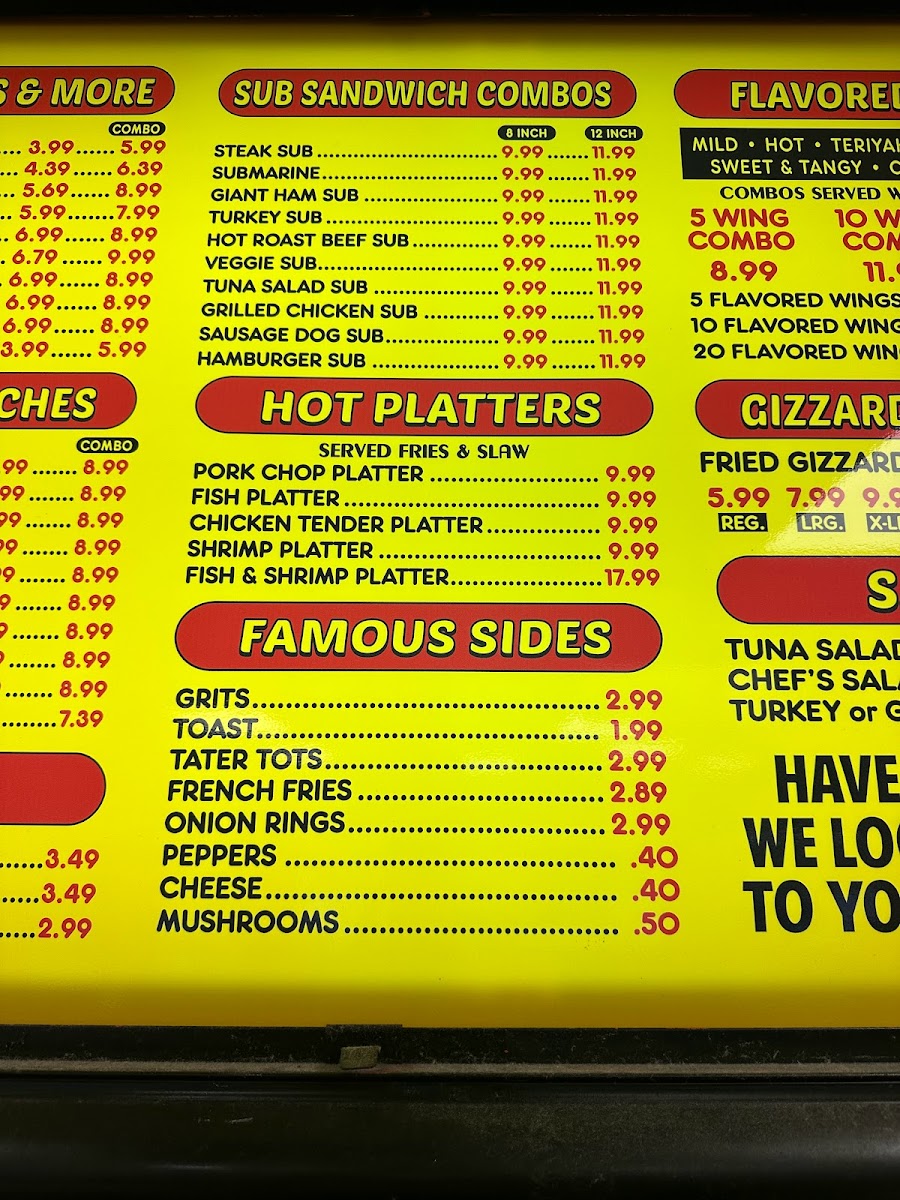 & MORE
COMBO
3.99 5.99
4.39 6.39
5.69 8.99
5.99 7.99
6.99 8.99
6.79 9.99
6.99 8.99
6.99 8.99
6.99 8.99
3.99 5.99
COMBO
.99 8.99
.99 8.99
.99 8.99
8.99
8.99
8.99
8.99
8.99
8.99
7.39
3.49
3.49
2.99
SUB SANDWICH COMBOS
8 INCH 12 INCH
STEAK SUB 9.99 11.99
SUBMARINE 9.99 11.99
GIANT HAM SUB 9.99 11.99
TURKEY SUB 9.99 11.99
HOT ROAST BEEF SUB 9.99 11.99
VEGGIE SUB 9.99 11.99
TUNA SALAD SUB 9.99 11.99
GRILLED CHICKEN SUB 9.99 11.99
SAUSAGE DOG SUB 9.99 11.99
HAMBURGER SUB 9.99 11.99
HOT PLATTERS
SERVED FRIES & SLAW
PORK CHOP PLATTER 9.99
FISH PLATTER 9.99
CHICKEN TENDER PLATTER 9.99
SHRIMP PLATTER 9.99
FISH & SHRIMP PLATTER 17.99
FAMOUS SIDES
GRITS 2.99
TOAST 1.99
TATER TOTS 2.99
FRENCH FRIES 2.89
ONION RINGS 2.99
PEPPERS .40
CHEESE .40
MUSHROOMS .50
FLAVORED
MILD • HOT •
SWEET & TANGY •
COMBOS SERVED
5 WING 10
COMBO
8.99
5 FLAVORED WINGS
10 FLAVORED
20 FLAVORED
FRIED
5.99 7.99
REG. LRG.
TUNA SALAD
CHEF'S
TURKEY or
HAVE
WE
TO